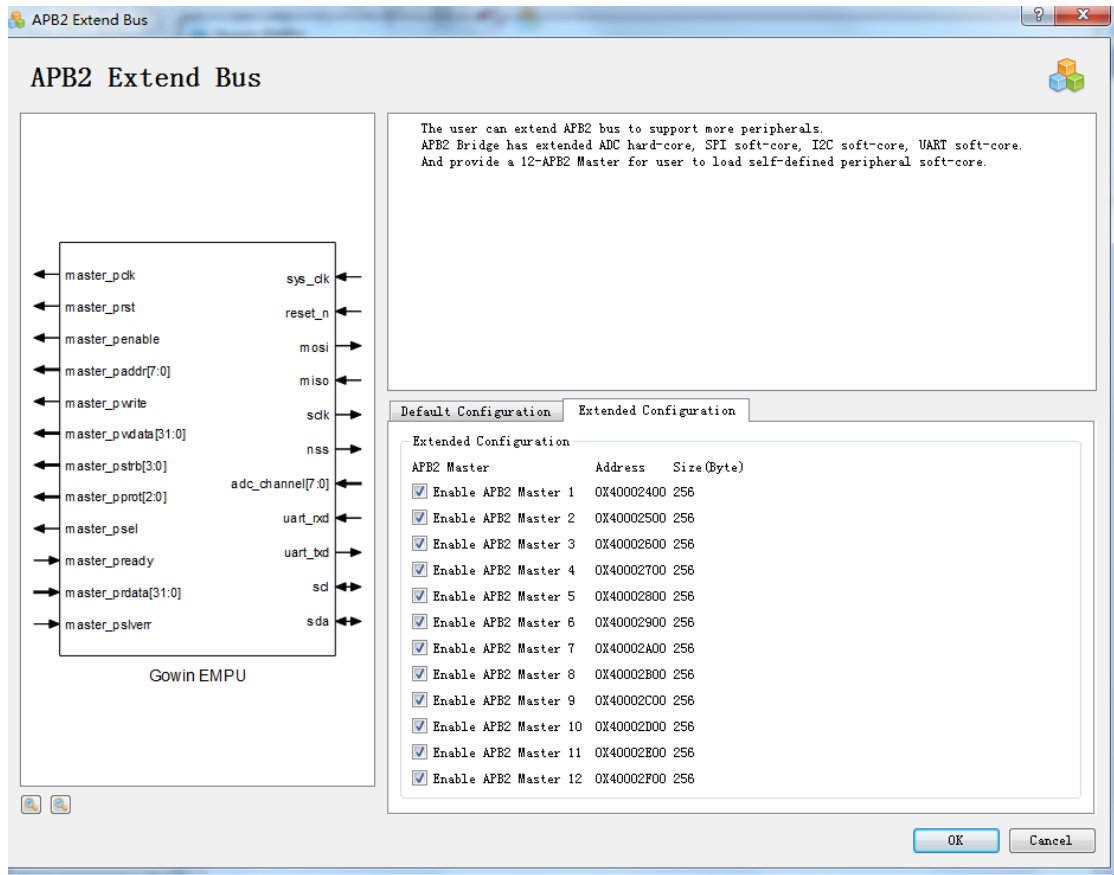 APB2 Extend Bus
APB2 Extend Bus
The user can extend APB2 bus to support more peripherals.
APB2 Bridge has extended ADC hard-core, SPI soft-core, I2C soft-core, UART soft-core.
And provide a 12-APB2 Master for user to load self-defined peripheral soft-core.
master_pclk
master_prst
master_penable
master_paddr[7:0]
master_pwrite
master_pwdata[31:0]
master_pstrb[3:0]
master_pprot[2:0]
master_psel
master_pready
master_prdata[31:0]
master_pslverr
sys_clk
reset_n
mosi
miso
sclk
nss
adc_channel[7:0]
uart_rxd
uart_txd
scl
sda
Gowin EMPU
Default Configuration Extended Configuration
Extended Configuration
APB2 Master Address Size(Byte)
Enable APB2 Master 1 0X40002400 256
Enable APB2 Master 2 0X40002500 256
Enable APB2 Master 3 0X40002600 256
Enable APB2 Master 4 0X40002700 256
Enable APB2 Master 5 0X40002800 256
Enable APB2 Master 6 0X40002900 256
Enable APB2 Master 7 0X40002A00 256
Enable APB2 Master 8 0X40002B00 256
Enable APB2 Master 9 0X40002C00 256
Enable APB2 Master 10 0X40002D00 256
Enable APB2 Master 11 0X40002E00 256
Enable APB2 Master 12 0X40002F00 256
OK Cancel